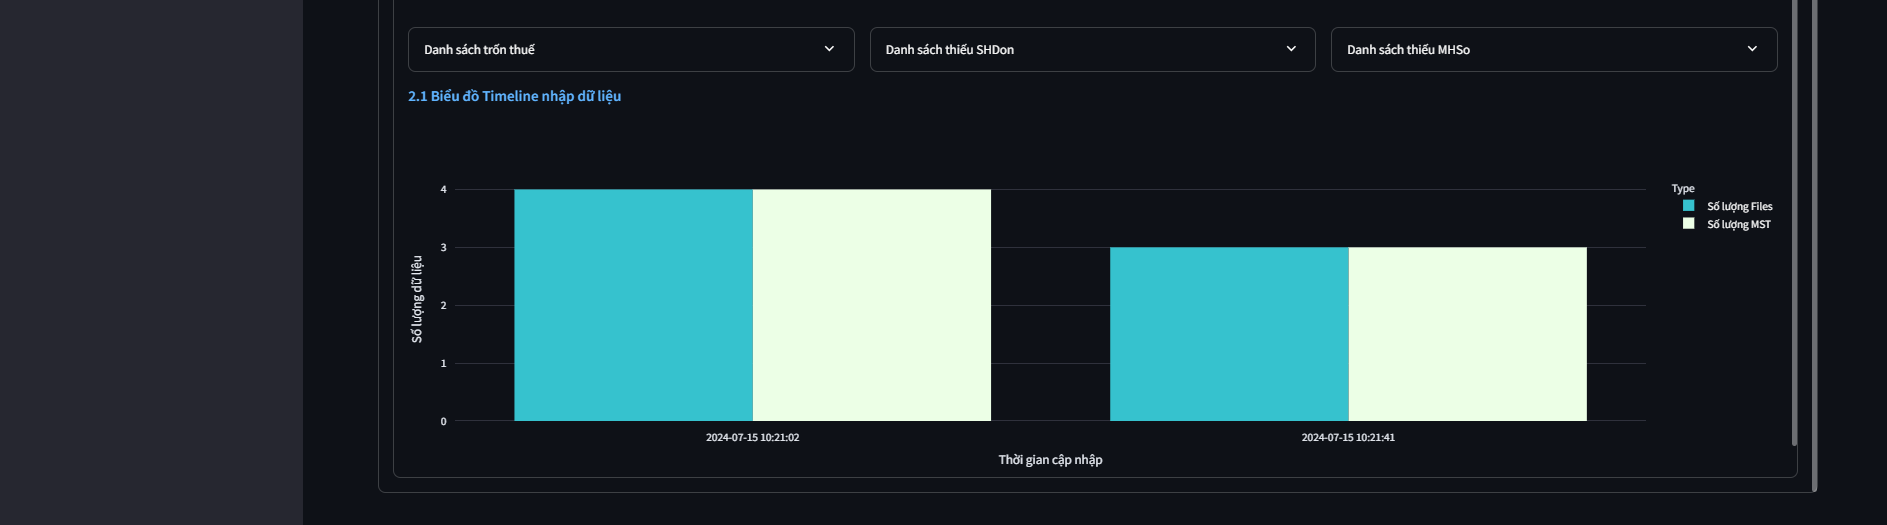 Danh sách trốn thuế
Danh sách thiếu SHDon
Danh sách thiếu MHSo
2.1 Biểu đồ Timeline nhập dữ liệu
Số lượng dữ liệu
4
3
2
1
0
2024-07-15 10:21:02
2024-07-15 10:21:41
Thời gian cập nhập
Type
Số lượng Files
Số lượng MST